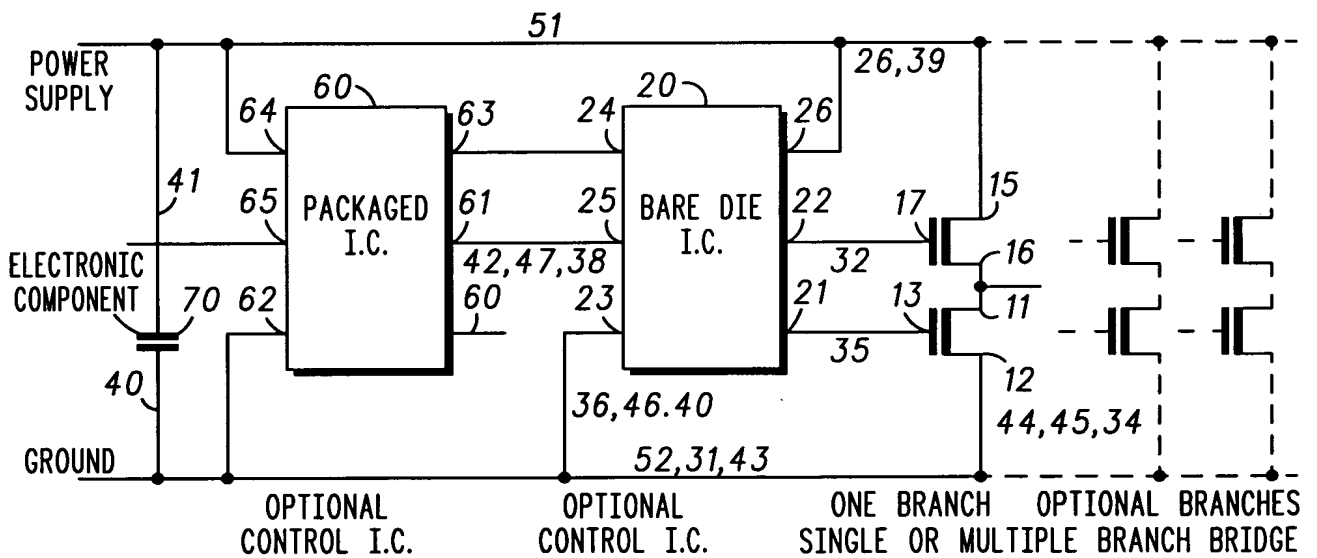 51
POWER
SUPPLY
26,39
60
20
64
63
24
26
41
65
PACKAGED
I.C.
61
25
BARE DIE
I.C.
22
17
15
42,47,38
32
16
ELECTRONIC
COMPONENT
70
62
60
23
21
13
11
35
40
12
36,46.40
44,45,34
GROUND
52,31,43
OPTIONAL
CONTROL I.C.
OPTIONAL
CONTROL I.C.
ONE BRANCH
OPTIONAL BRANCHES
SINGLE OR MULTIPLE BRANCH BRIDGE